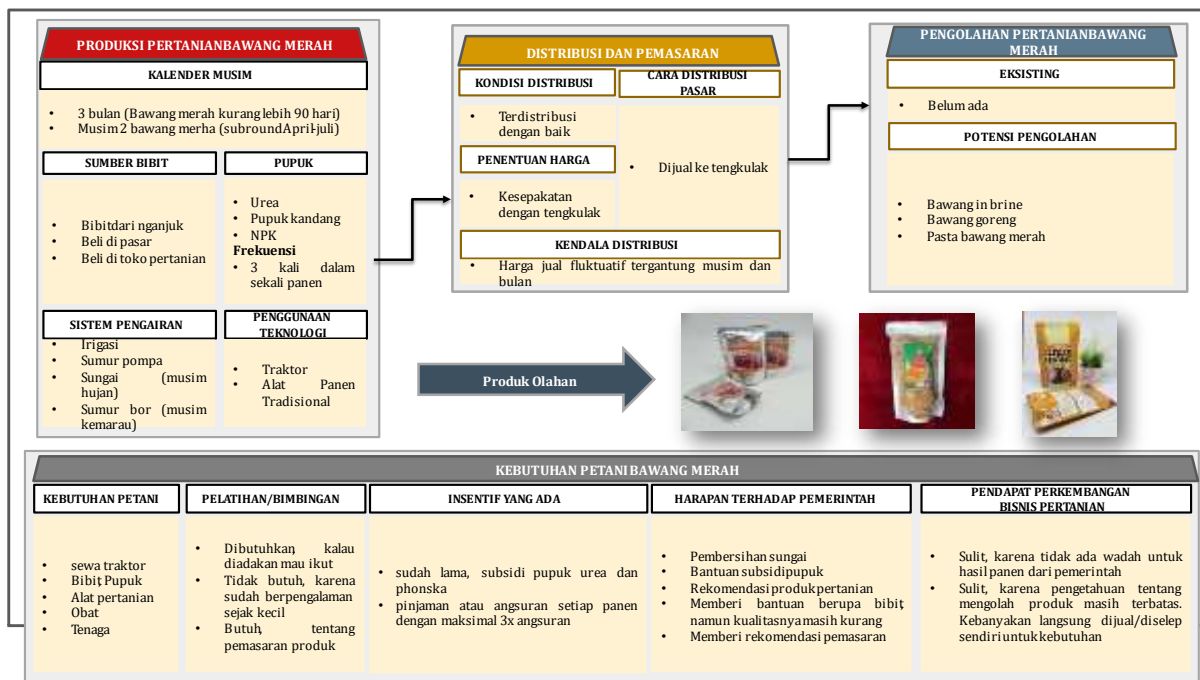 PRODUKSI PERTANIANBAWANG MERAH
KALENDER MUSIM
• 3 bulan (Bawang merah kurang lebih 90 hari)
• Musim 2 bawang merha (subround April-juli)
SUMBER BIBIT
• Bibit dari nganjuk
• Beli di pasar
• Beli di toko pertanian
PUPUK
• Urea
• Pupuk kandang
• NPK
Frekuensi
• 3 kali dalam
sekali panen
SISTEM PENGAIRAN
• Irigasi
• Sumur pompa
• Sungai (musim
hujan)
• Sumur bor (musim
kemarau)
PENGGUNAAN
TEKNOLOGI
• Traktor
• Alat Panen
Tradisional
DISTRIBUSI DAN PEMASARAN
KONDISI DISTRIBUSI
• Terdistribusi
dengan baik
PENENTUAN HARGA
• Kesepakatan
dengan tengkulak
CARA DISTRIBUSI
PASAR
• Dijual ke tengkulak
KENDALA DISTRIBUSI
• Harga jual fluktuatif tergantung musim dan
bulan
PENGOLAHAN PERTANIANBAWANG
MERAH
EKSISTING
• Belum ada
POTENSI PENGOLAHAN
• Bawang in brine
• Bawang goreng
• Pasta bawang merah
Produk Olahan
KEBUTUHAN PETANI BAWANG MERAH
KEBUTUHAN PETANI
• sewa traktor
• Bibit, Pupuk
• Alat pertanian
• Obat
• Tenaga
PELATIHAN/BIMBINGAN
• Dibutuhkan, kalau
diadakan mau ikut
• Tidak butuh, karena
sudah berpengalaman
sejak kecil
• Butuh, tentang
pemasaran produk
INSENTIF YANG ADA
• sudah lama, subsidi pupuk urea dan
phonska
• pinjaman atau angsuran setiap panen
dengan maksimal 3x angsuran
HARAPAN TERHADAP PEMERINTAH
• Pembersihan sungai
• Bantuan subsidi pupuk
• Rekomendasi produk pertanian
• Memberi bantuan berupa bibit,
namun kualitasnya masih kurang
• Memberi rekomendasi pemasaran
PENDAPAT PERKEMBANGAN
BISNIS PERTANIAN
• Sulit, karena tidak ada wadah untuk
hasil panen dari pemerintah
• Sulit, karena pengetahuan tentang
mengolah produk masih terbatas.
Kebanyakan langsung dijual/diselep
sendiri untuk kebutuhan